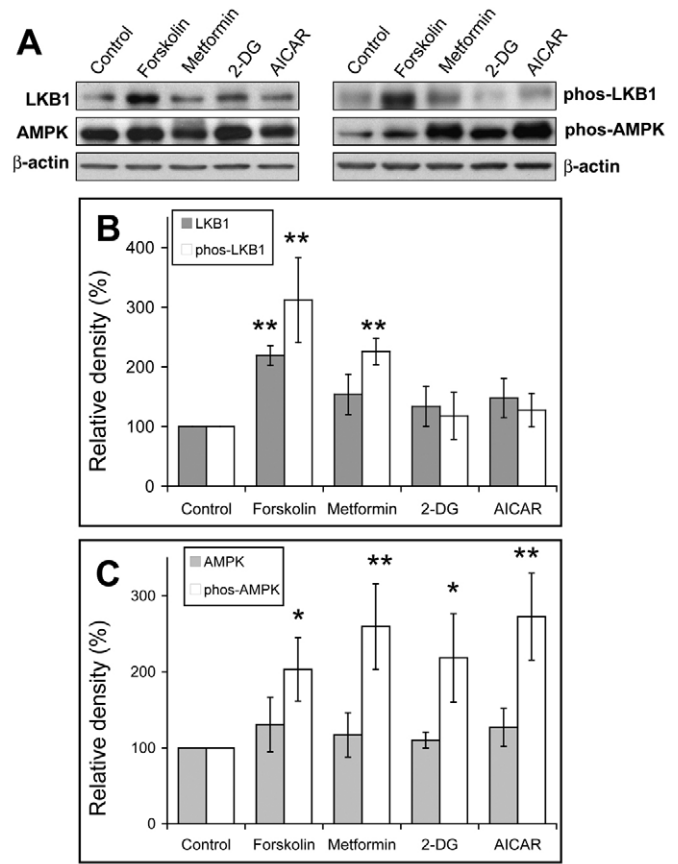 A
Control Forskolin Metformin 2-DG AICAR
Control Forskolin Metformin 2-DG AICAR
LKB1
phos-LKB1
AMPK
phos-AMPK
β-actin
β-actin
B
LKB1
phos-LKB1
Relative density (%)
400
300
200
100
0
**
**
**
Control Forskolin Metformin 2-DG AICAR
C
AMPK
phos-AMPK
Relative density (%)
300
200
100
0
*
**
*
**
Control Forskolin Metformin 2-DG AICAR